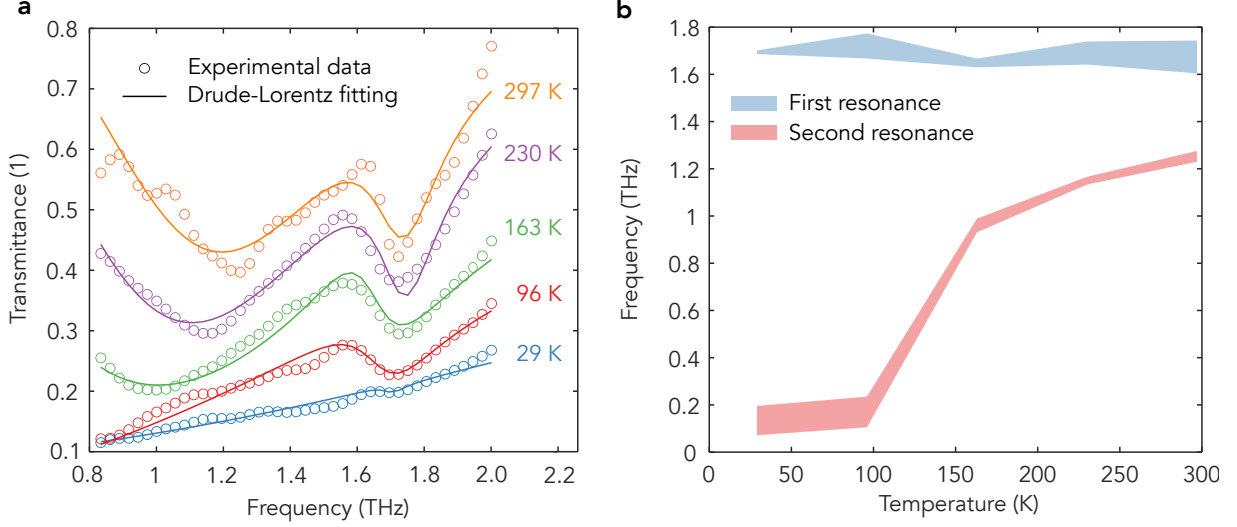 a
0.8
0.7
0.6
0.5
0.4
0.3
0.2
0.1
Transmittance (1)
Experimental data
Drude-Lorentz fitting
297 K
230 K
163 K
96 K
29 K
0.8 1 1.2 1.4 1.6 1.8 2.0 2.2
Frequency (THz)
b
1.8
1.6
1.4
1.2
1
0.8
0.6
0.4
0.2
0
Frequency (THz)
First resonance
Second resonance
0 50 100 150 200 250 300
Temperature (K)